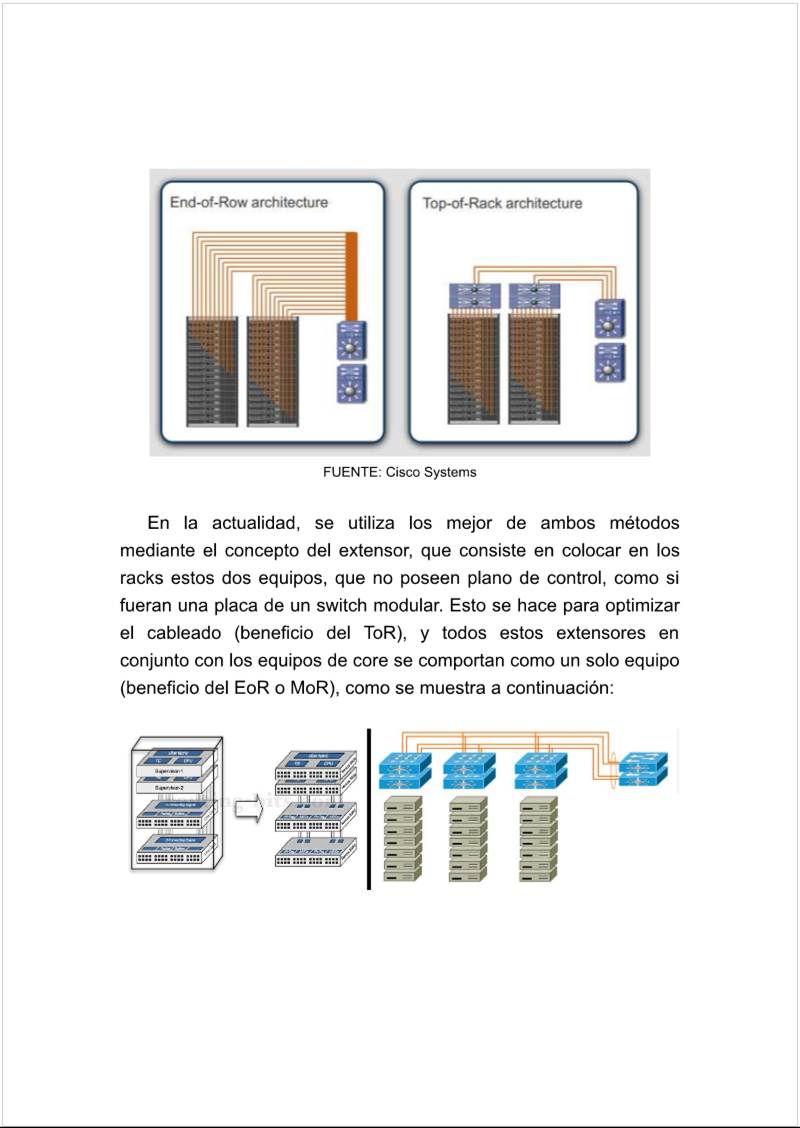 End-of-Row architecture
Top-of-Rack architecture
FUENTE: Cisco Systems
En la actualidad, se utiliza los mejor de ambos métodos
mediante el concepto del extensor, que consiste en colocar en los
racks estos dos equipos, que no poseen plano de control, como si
fueran una placa de un switch modular. Esto se hace para optimizar
el cableado (beneficio del ToR), y todos estos extensores en
conjunto con los equipos de core se comportan como un solo equipo
(beneficio del EoR o MoR), como se muestra a continuación:
Supervisor-1
Supervisor-2